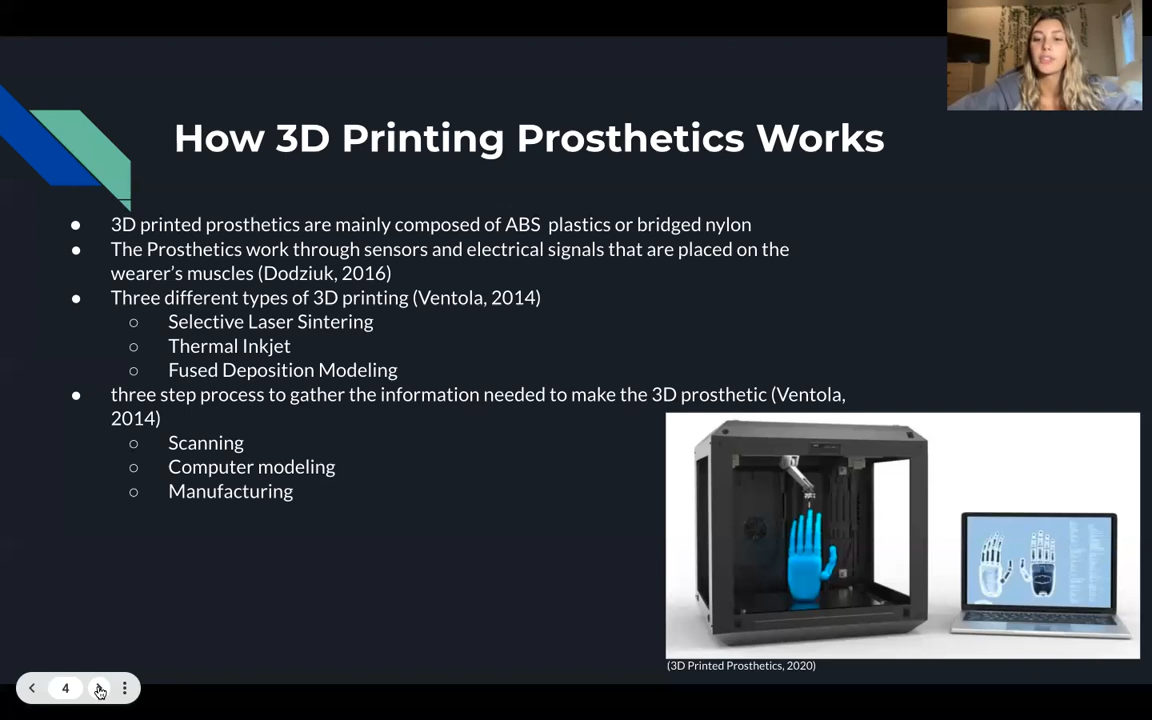 How 3D Printing Prosthetics Works
● 3D printed prosthetics are mainly composed of ABS  plastics or bridged nylon
● The Prosthetics work through sensors and electrical signals that are placed on the
wearer's muscles (Dodziuk, 2016)
● Three different types of 3D printing (Ventola, 2014)
○ Selective Laser Sintering
○ Thermal Inkjet
○ Fused Deposition Modeling
● three step process to gather the information needed to make the 3D prosthetic (Ventola,
2014)
○ Scanning
○ Computer modeling
○ Manufacturing
(3D Printed Prosthetics, 2020)
4